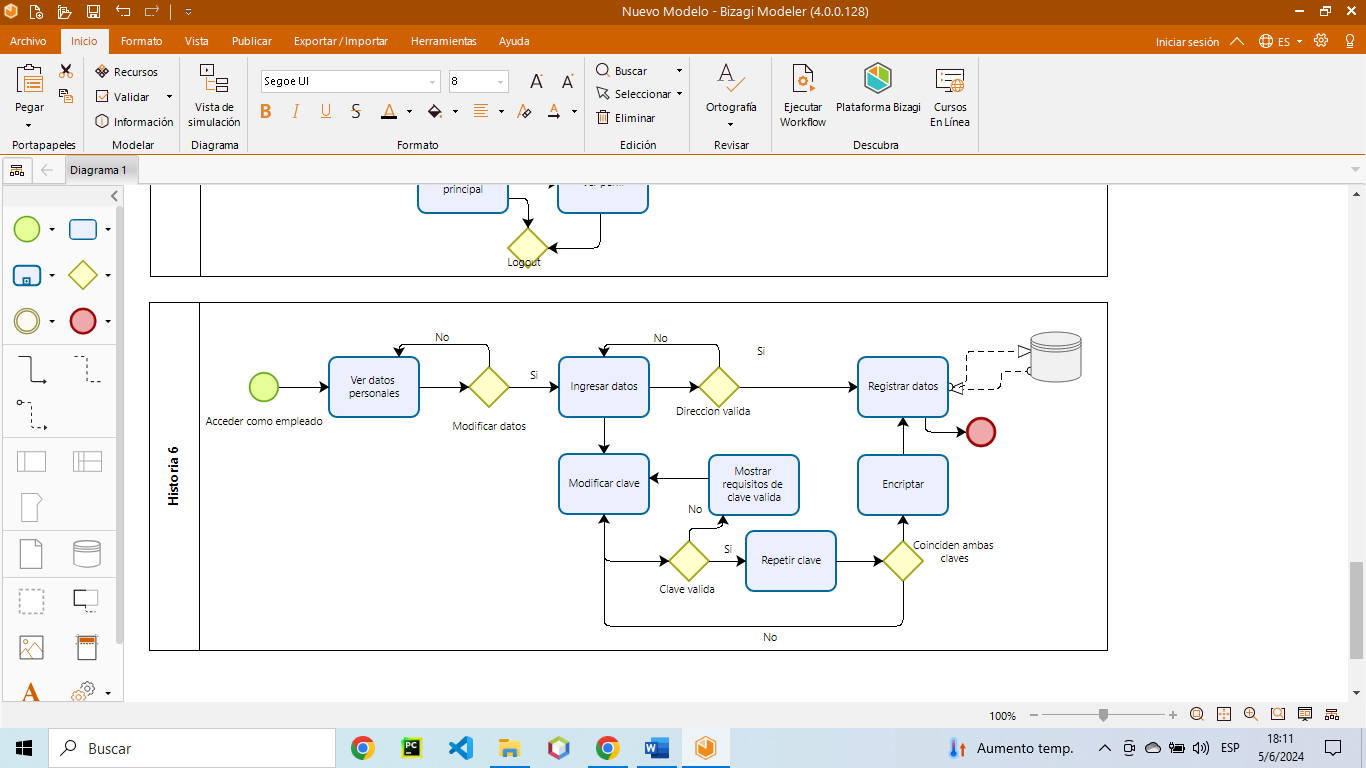 Nuevo Modelo - Bizagi Modeler (4.0.0.128)
Archivo Inicio Formato Vista Publicar Exportar / Importar Herramientas Ayuda Iniciar sesión ES
Pegar
Recursos
Validar
Información
Vista de
simulación
Segoe UI 8
B I U S A
Buscar
Seleccionar
Eliminar
Ortografía
Ejecutar
Workflow
Plataforma Bizagi
Cursos
En Línea
Portapapeles Modelar Diagrama Formato Edición Revisar Descubra
Diagrama 1
principal
Logout
Historia 6
Acceder como empleado
Ver datos
personales
No
Modificar datos
Si
Ingresar datos
No
Direccion valida
Si
Registrar datos
Modificar clave
Mostrar
requisitos de
clave valida
Encriptar
No
Clave valida
Si
Repetir clave
Coinciden ambas
claves
No
100%
Buscar
Aumento temp.
ESP
18:11
5/6/2024